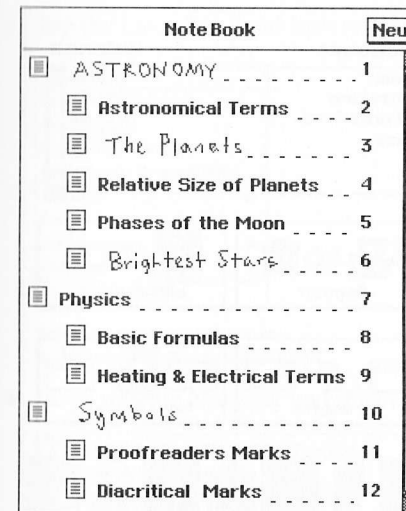 Note Book Neu
ASTRONOMY 1
Astronomical Terms 2
The Planets 3
Relative Size of Planets 4
Phases of the Moon 5
Brightest Stars 6
Physics 7
Basic Formulas 8
Heating & Electrical Terms 9
Symbols 10
Proofreaders Marks 11
Diacritical Marks 12